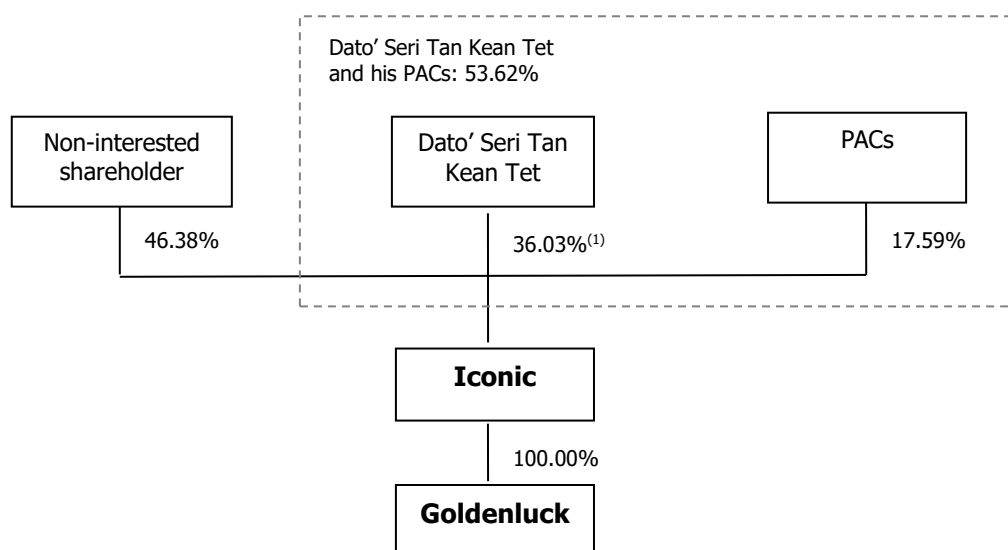 Dato’ Seri Tan Kean Tet
and his PACs: 53.62%
Non-interested
shareholder
Dato’ Seri Tan
Kean Tet
PACs
46.38%
36.03%(1)
17.59%
Iconic
100.00%
Goldenluck